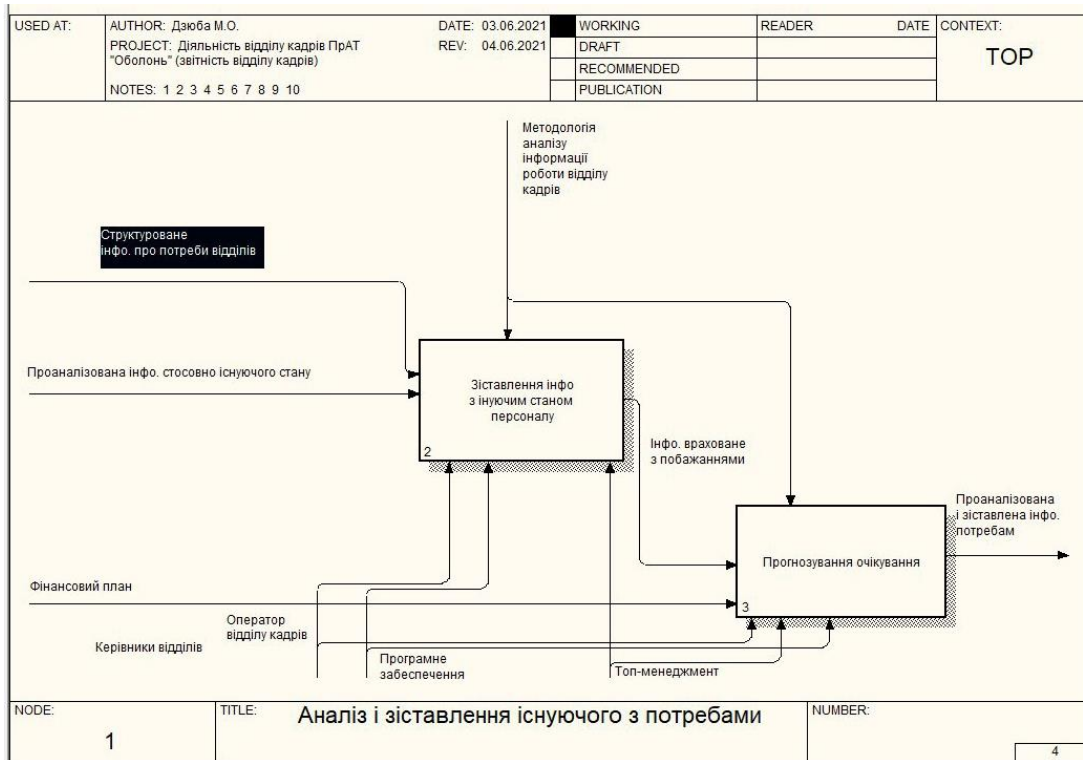 USED AT:
AUTHOR: Дзюба М.О.
DATE: 03.06.2021
WORKING
READER
DATE
CONTEXT:
PROJECT: Діяльність відділу кадрів ПрАТ
"Оболонь" (звітність відділу кадрів)
REV: 04.06.2021
DRAFT
TOP
RECOMMENDED
NOTES: 1 2 3 4 5 6 7 8 9 10
PUBLICATION
Методологія
аналізу
інформації
роботи відділу
кадрів
Структуроване
інфо. про потреби відділів
Проаналізована інфо. стосовно існуючого стану
Зіставлення інфо
з інуючим станом
персоналу
2
Інфо. враховане
з побажаннями
Проаналізована
і зіставлена інфо.
потребам
Прогнозування очікування
3
Фінансовий план
Оператор
відділу кадрів
Керівники відділів
Програмне
забеспечення
Топ-менеджмент
NODE:
1
TITLE:
Аналіз і зіставлення існуючого з потребами
NUMBER:
4